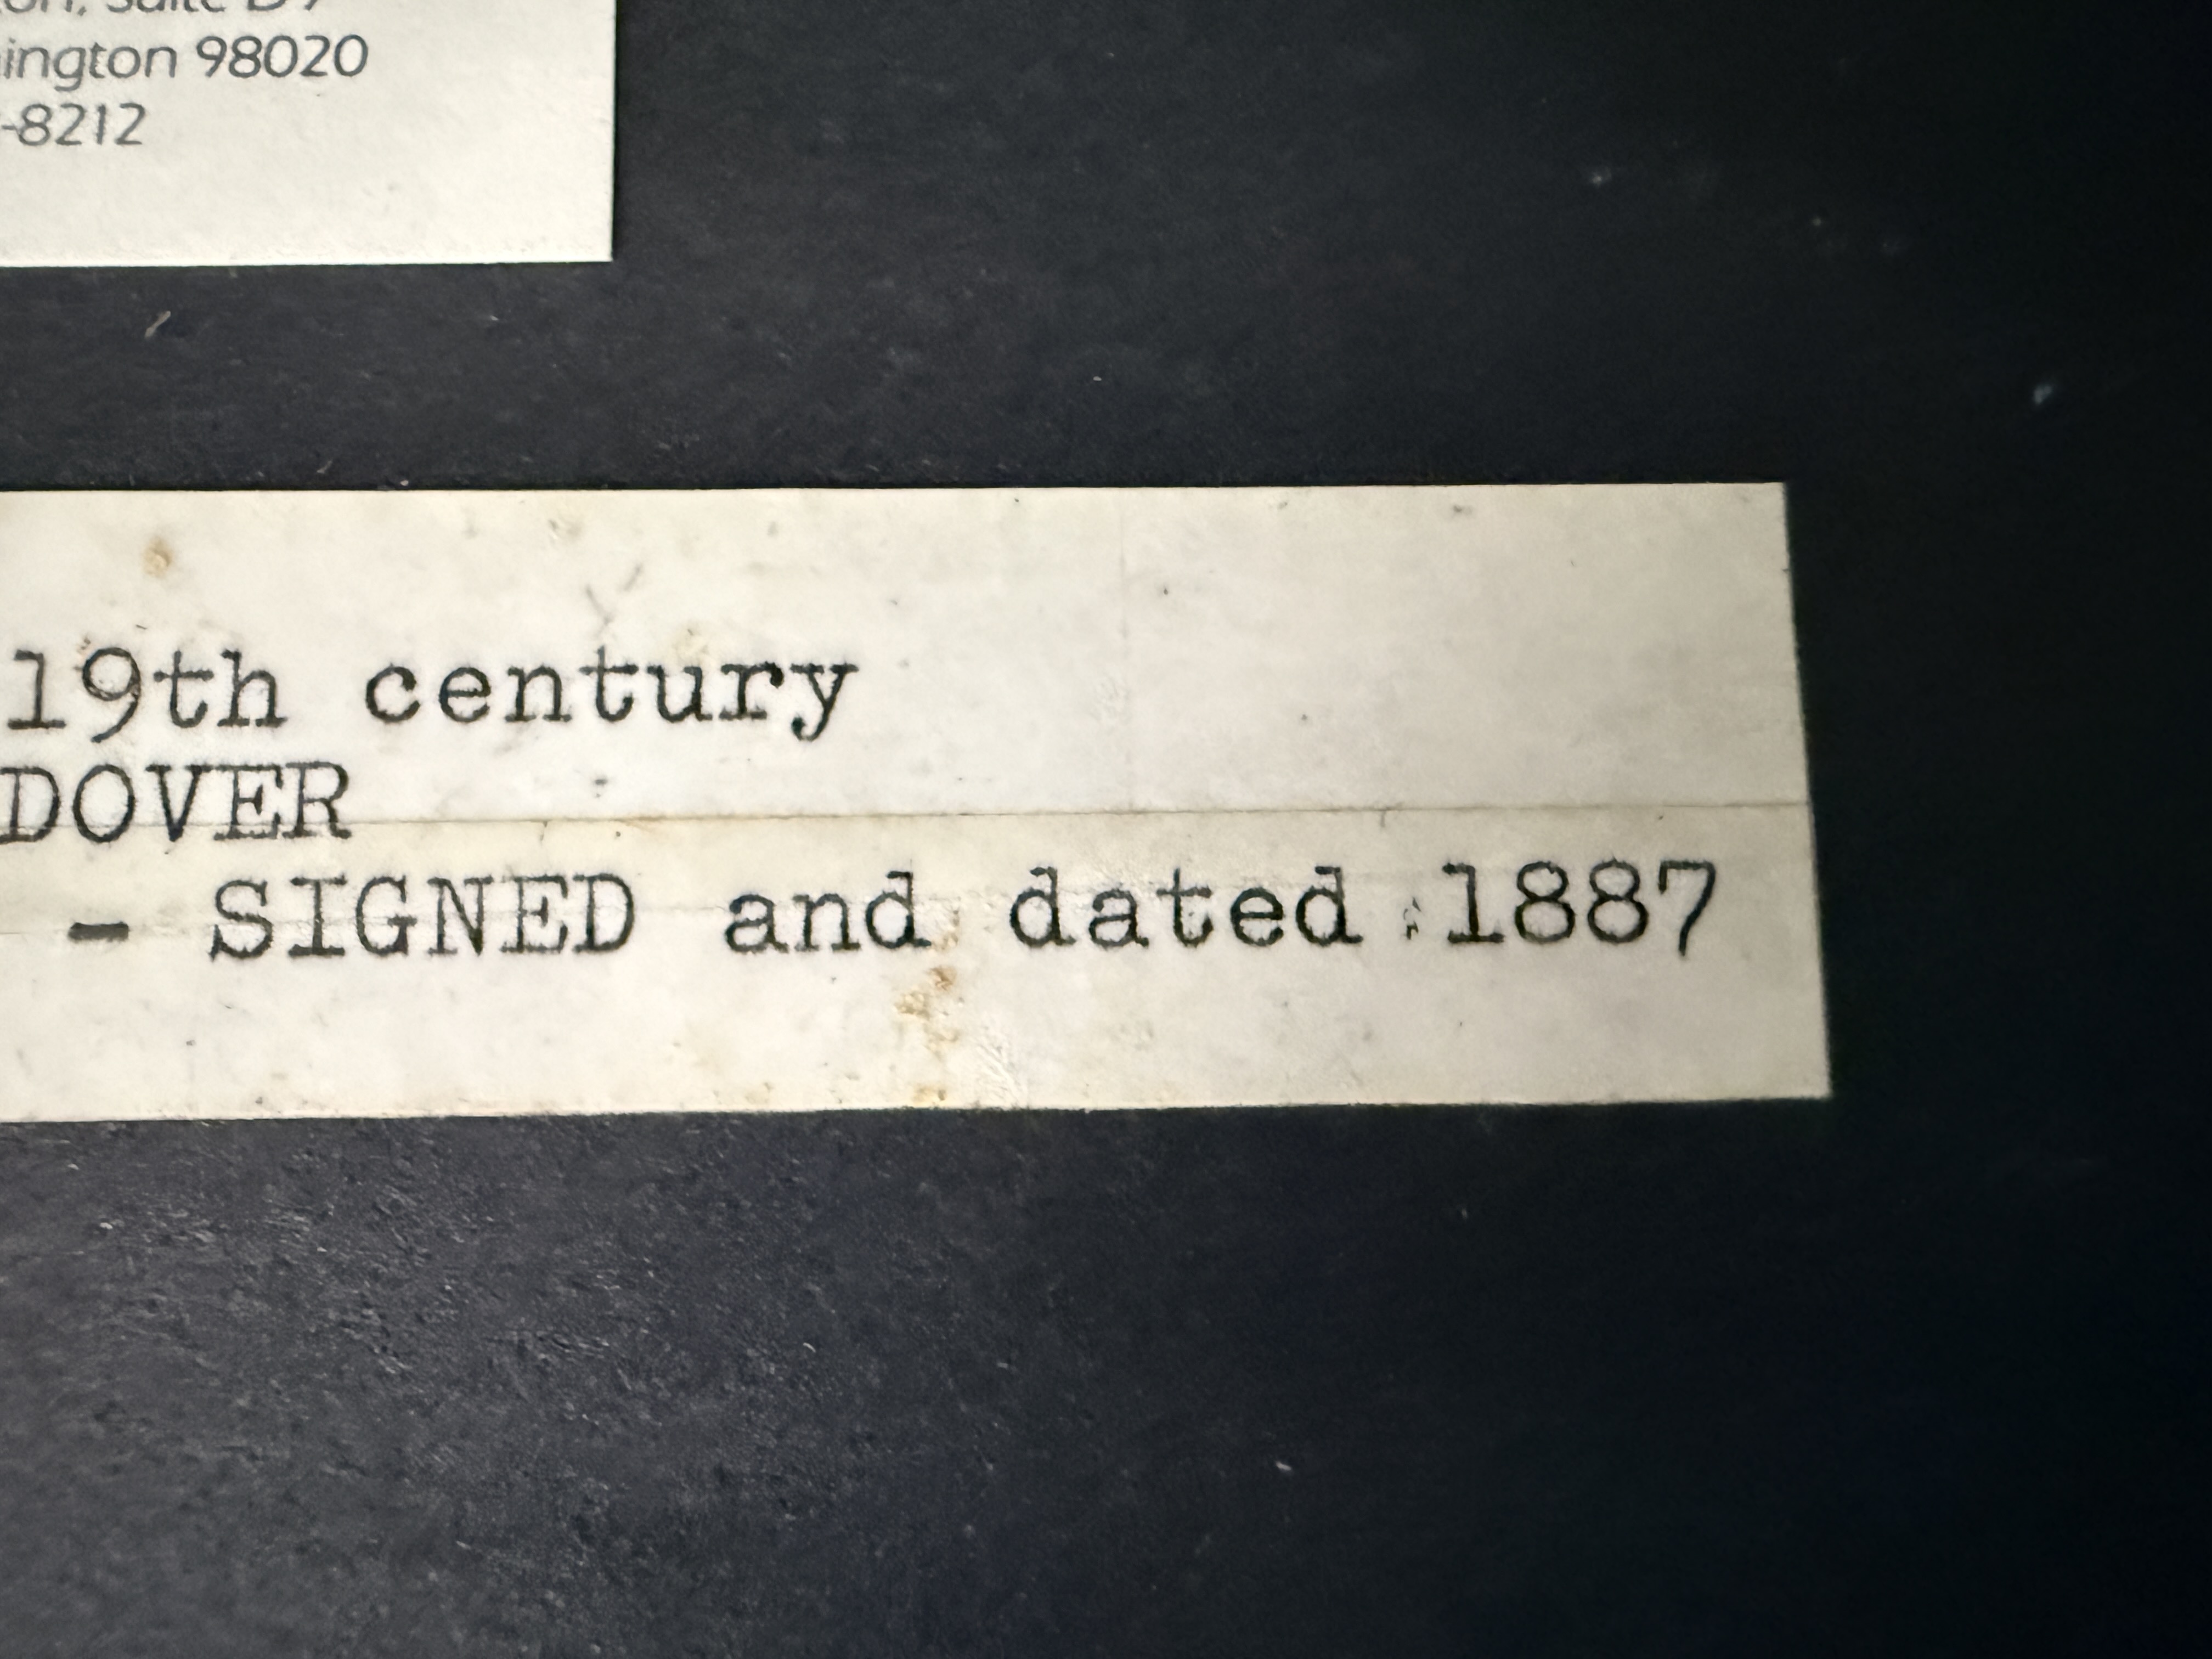 ington 98020
-8212
19th century
DOVER
- SIGNED and dated 1887